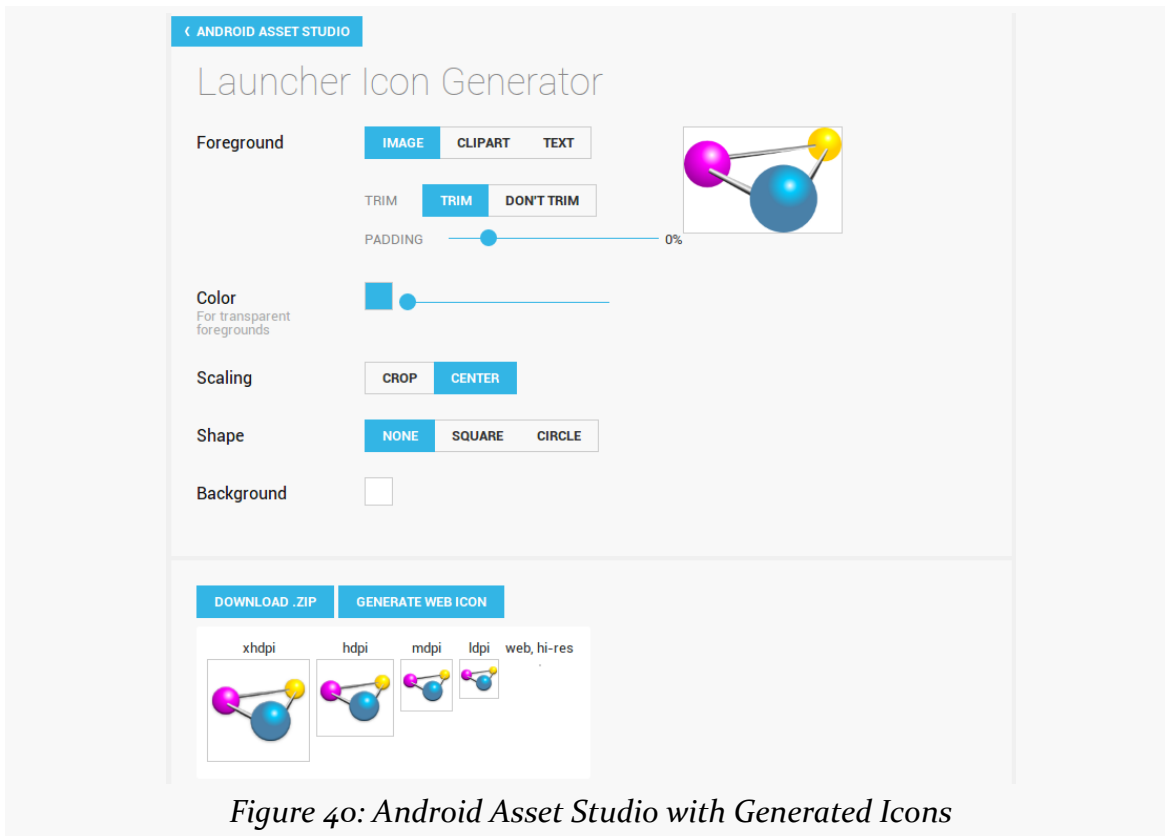 ‹ ANDROID ASSET STUDIO
Launcher Icon Generator
Foreground IMAGE CLIPART TEXT
TRIM TRIM DON'T TRIM
PADDING 0%
Color
For transparent
foregrounds
Scaling CROP CENTER
Shape NONE SQUARE CIRCLE
Background
DOWNLOAD .ZIP GENERATE WEB ICON
xhdpi hdpi mdpi ldpi web, hi-res
Figure 40: Android Asset Studio with Generated Icons